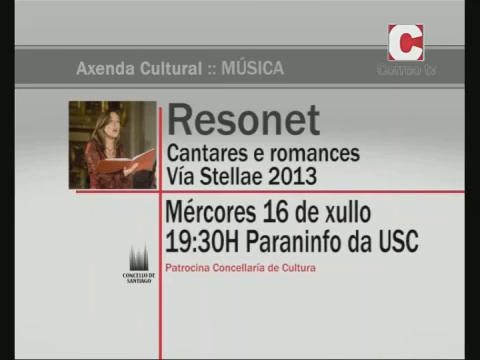 C
Correo tv
Axenda Cultural :: MÚSICA
Resonet
Cantares e romances
Vía Stellae 2013
Mércores 16 de xullo
19:30H Paraninfo da USC
Patrocina Concellaría de Cultura
CONCELLO DE
SANTIAGO